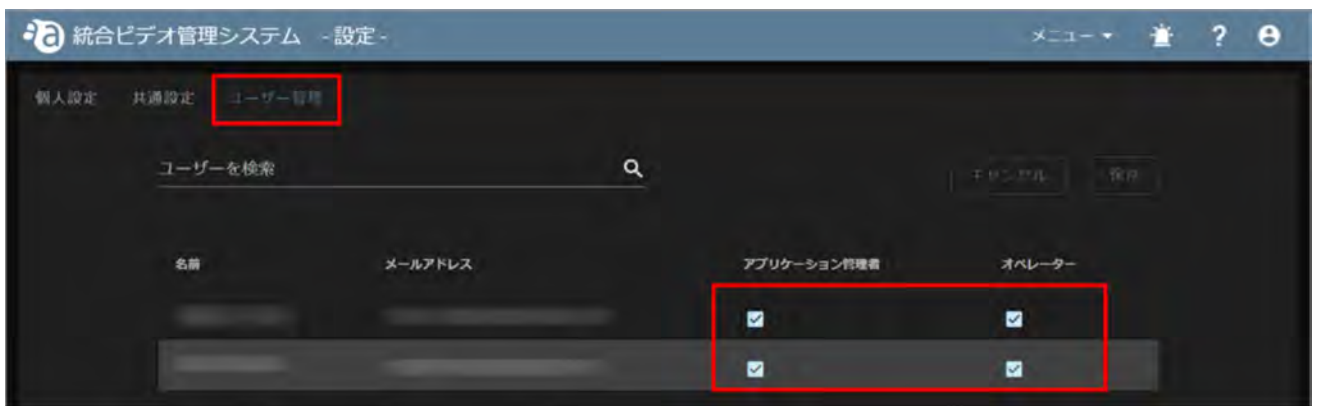 統合ビデオ管理システム - 設定 -
メニュー
?
個人設定 共通設定 ユーザー管理
ユーザーを検索
キャンセル 保存
名前 メールアドレス アプリケーション管理者 オペレーター